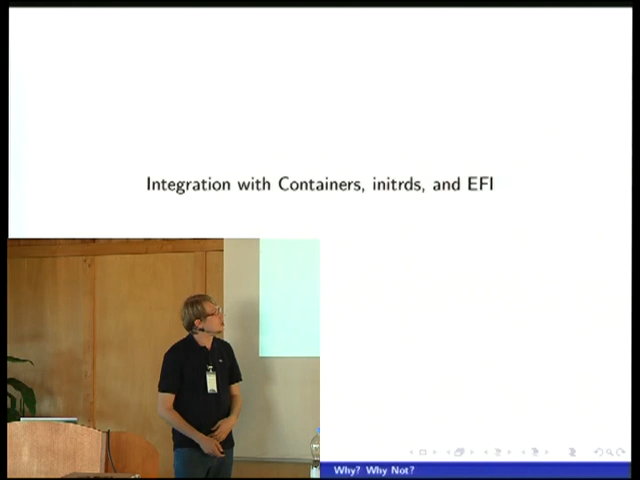 Integration with Containers, initrds, and EFI
Why? Why Not?